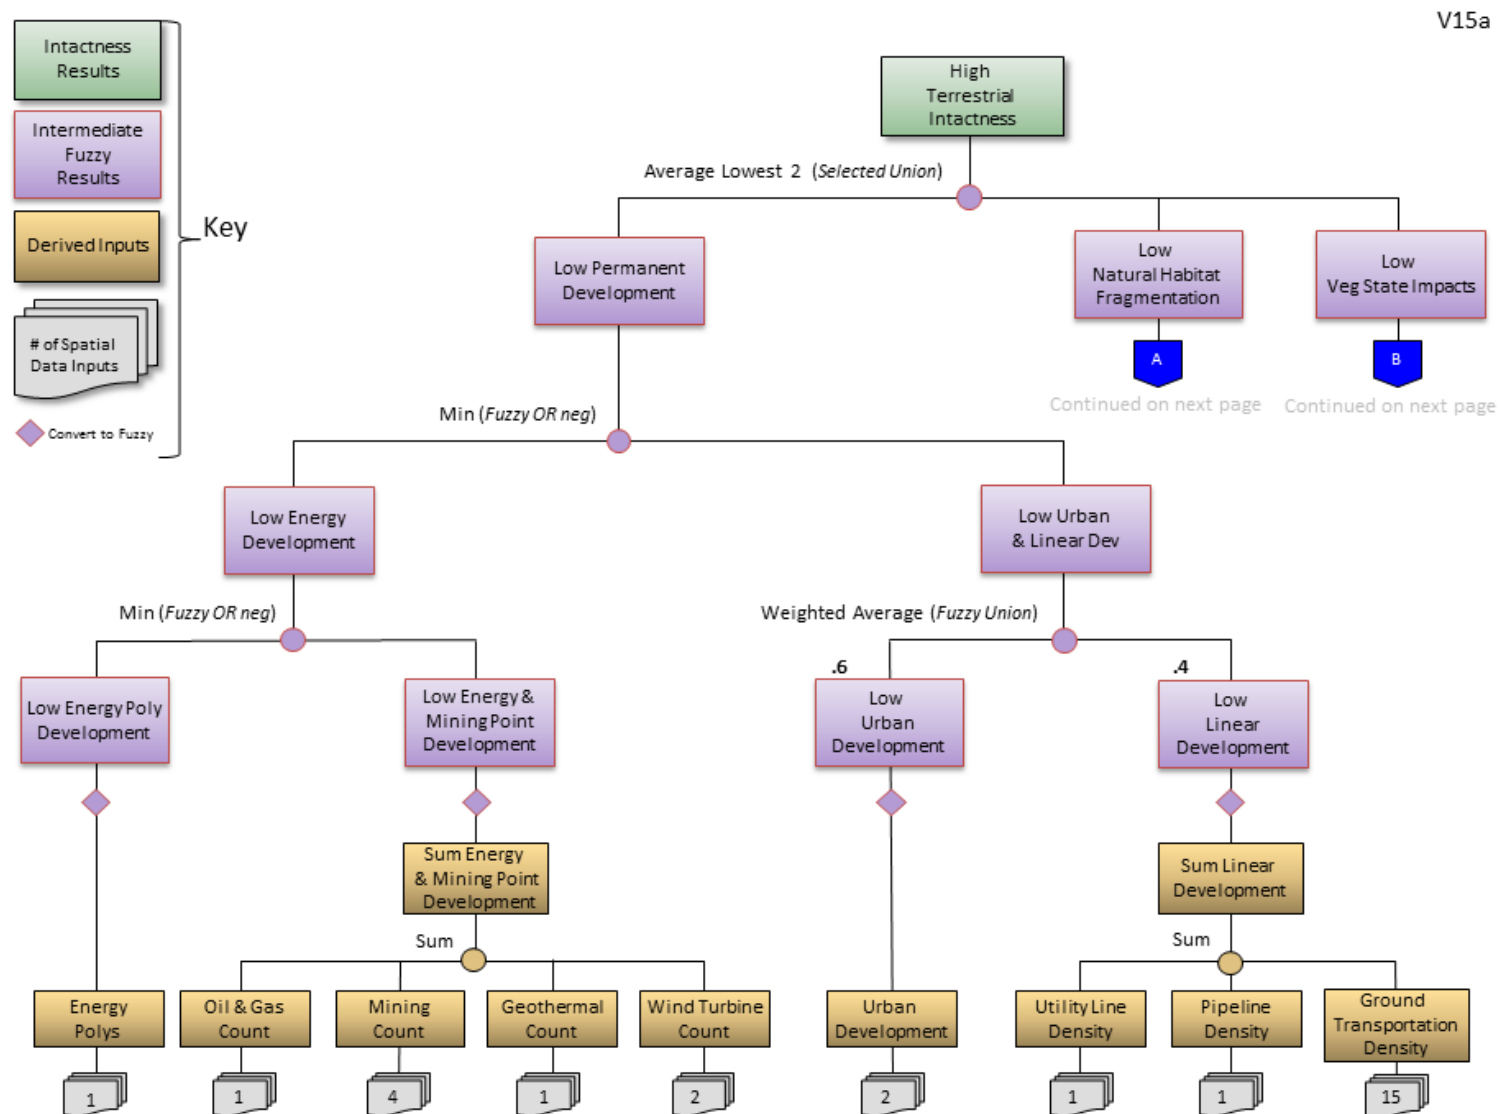 V15a
Intactness
Results
Intermediate
Fuzzy
Results
Derived Inputs
# of Spatial
Data Inputs
Convert to Fuzzy
Key
High
Terrestrial
Intactness
Average Lowest 2 (Selected Union)
Low Permanent
Development
Low
Natural Habitat
Fragmentation
Low
Veg State Impacts
A
B
Continued on next page
Continued on next page
Min (Fuzzy OR neg)
Low Energy
Development
Low Urban
& Linear Dev
Min (Fuzzy OR neg)
Weighted Average (Fuzzy Union)
.6
.4
Low Energy Poly
Development
Low Energy &
Mining Point
Development
Low
Urban
Development
Low
Linear
Development
Sum Energy
& Mining Point
Development
Sum Linear
Development
Sum
Sum
Energy
Polys
Oil & Gas
Count
Mining
Count
Geothermal
Count
Wind Turbine
Count
Urban
Development
Utility Line
Density
Pipeline
Density
Ground
Transportation
Density
1
1
4
1
2
2
1
1
15